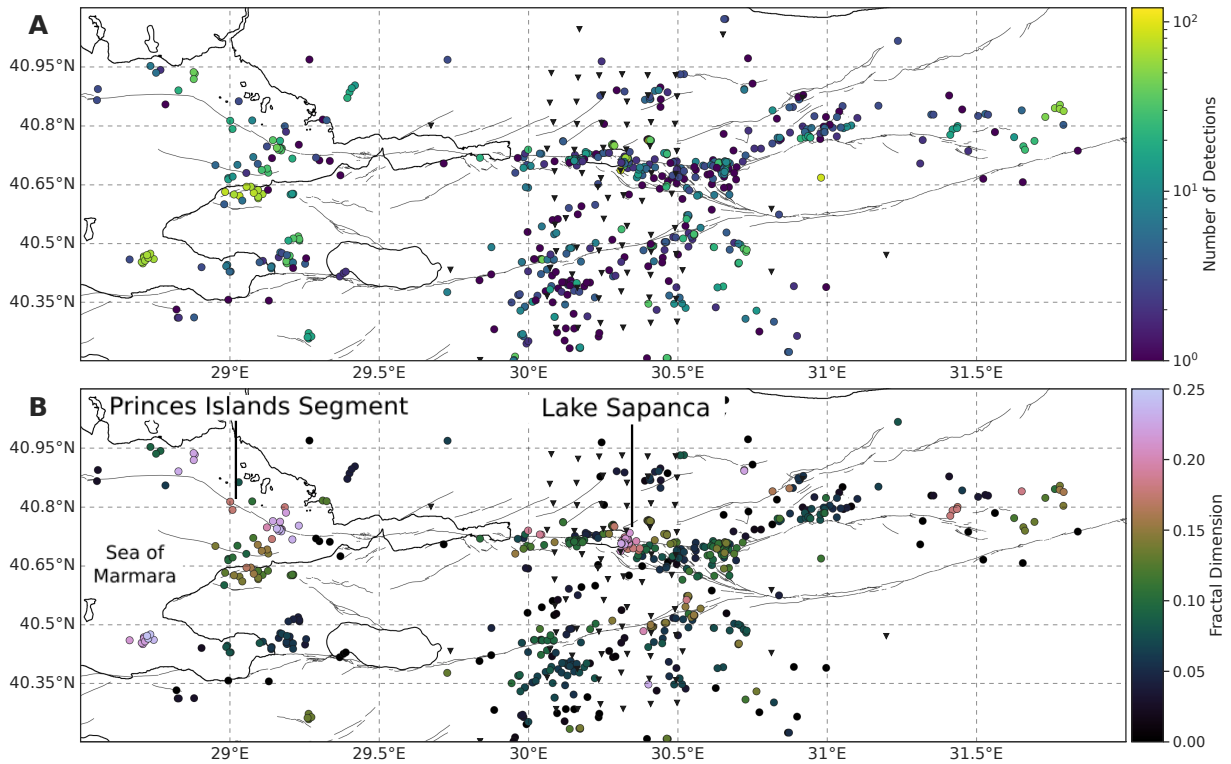 A
40.95°N
40.8°N
40.65°N
40.5°N
40.35°N
29°E 29.5°E 30°E 30.5°E 31°E 31.5°E
10²
10¹
10⁰
Number of Detections
B
Princes Islands Segment
Lake Sapanca
Sea of
Marmara
40.95°N
40.8°N
40.65°N
40.5°N
40.35°N
29°E 29.5°E 30°E 30.5°E 31°E 31.5°E
0.25
0.20
0.15
0.10
0.05
0.00
Fractal Dimension